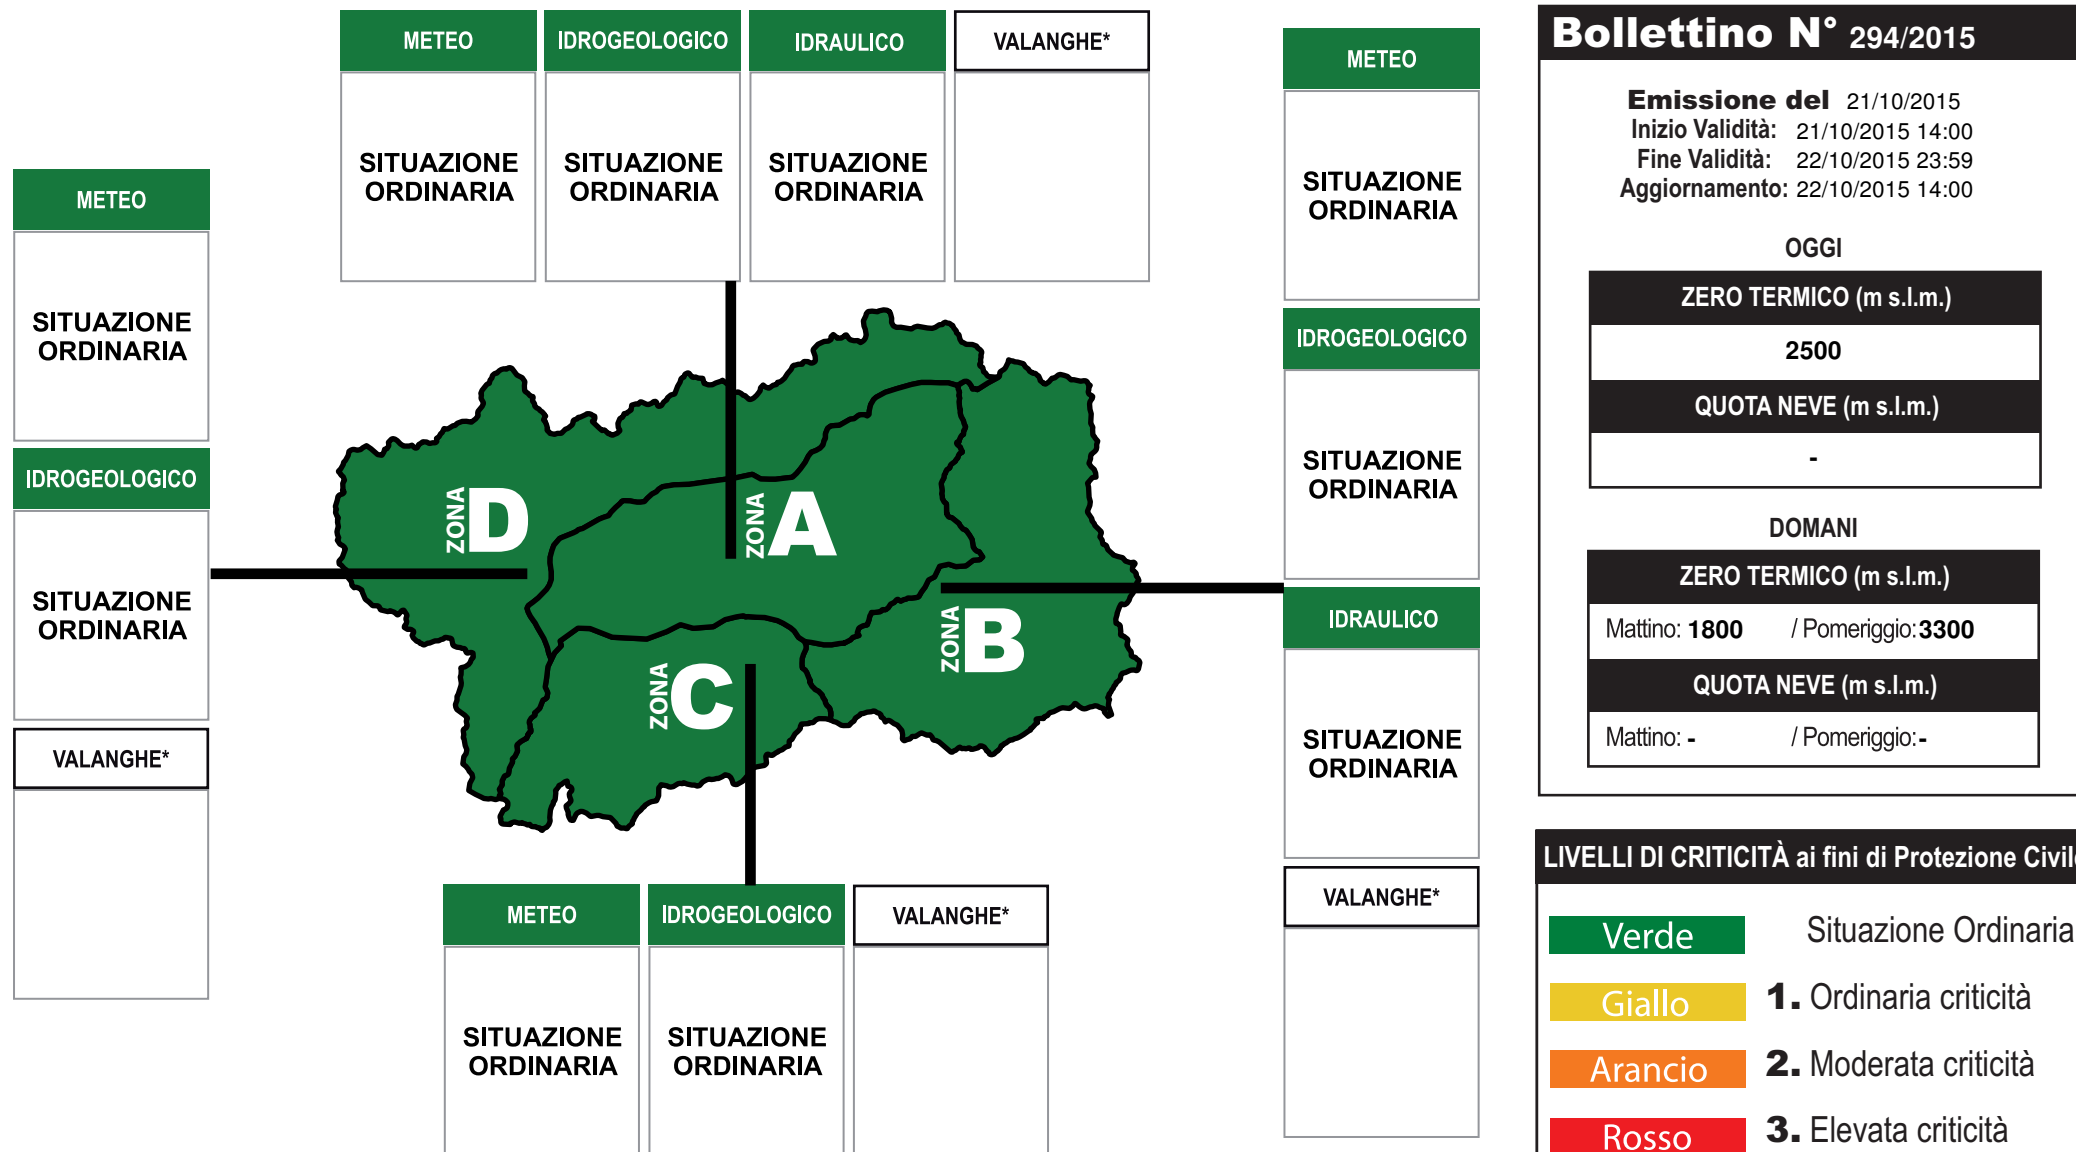 METEO
IDROGEOLOGICO
IDRAULICO
VALANGHE*
SITUAZIONE
ORDINARIA
SITUAZIONE
ORDINARIA
SITUAZIONE
ORDINARIA
METEO
SITUAZIONE
ORDINARIA
IDROGEOLOGICO
SITUAZIONE
ORDINARIA
VALANGHE*
ZONA D
ZONA A
ZONA B
ZONA C
METEO
SITUAZIONE
ORDINARIA
IDROGEOLOGICO
SITUAZIONE
ORDINARIA
IDRAULICO
SITUAZIONE
ORDINARIA
VALANGHE*
METEO
IDROGEOLOGICO
VALANGHE*
SITUAZIONE
ORDINARIA
SITUAZIONE
ORDINARIA
Bollettino N° 294/2015
Emissione del 21/10/2015
Inizio Validità: 21/10/2015 14:00
Fine Validità: 22/10/2015 23:59
Aggiornamento: 22/10/2015 14:00
OGGI
ZERO TERMICO (m s.l.m.)
2500
QUOTA NEVE (m s.l.m.)
-
DOMANI
ZERO TERMICO (m s.l.m.)
Mattino: 1800 / Pomeriggio: 3300
QUOTA NEVE (m s.l.m.)
Mattino: - / Pomeriggio: -
LIVELLI DI CRITICITÀ ai fini di Protezione Civile
Verde Situazione Ordinaria
Giallo 1. Ordinaria criticità
Arancio 2. Moderata criticità
Rosso 3. Elevata criticità